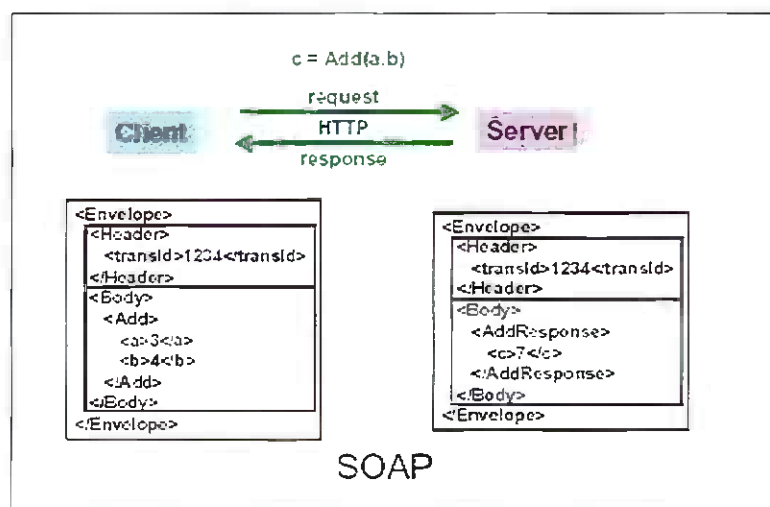 c = Add(a.b)
request
Client
HTTP
Server
response
<Envelope>
<Header>
<transId>1234</transId>
</Header>
<Body>
<Add>
<a>3</a>
<b>4</b>
</Add>
</Body>
</Envelope>
<Envelope>
<Header>
<transId>1234</transId>
</Header>
<Body>
<AddResponse>
<c>7</c>
</AddResponse>
</Body>
</Envelope>
SOAP